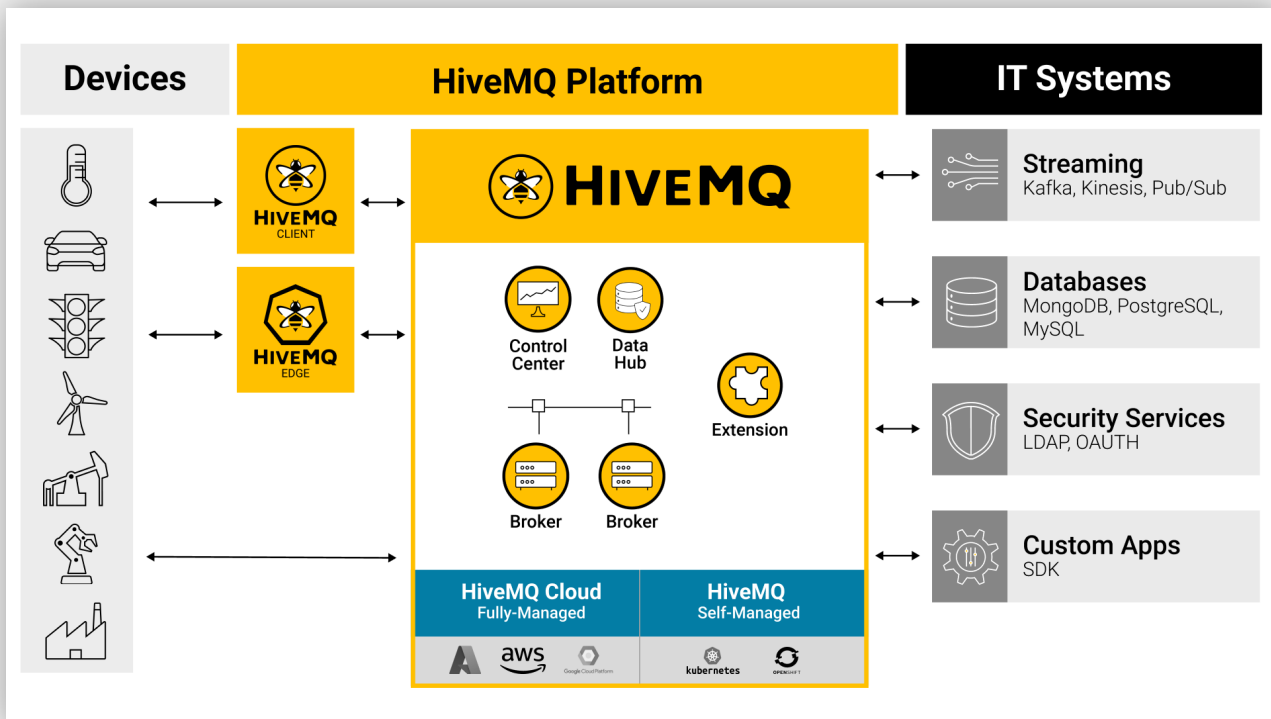 Devices
HiveMQ Platform
IT Systems
HIVEMQ
CLIENT
HIVEMQ
EDGE
HIVEMQ
Control
Center
Data
Hub
Extension
Broker
Broker
HiveMQ Cloud
Fully-Managed
HiveMQ
Self-Managed
aws
Google Cloud Platform
kubernetes
OPENSHIFT
Streaming
Kafka, Kinesis, Pub/Sub
Databases
MongoDB, PostgreSQL,
MySQL
Security Services
LDAP, OAUTH
Custom Apps
SDK